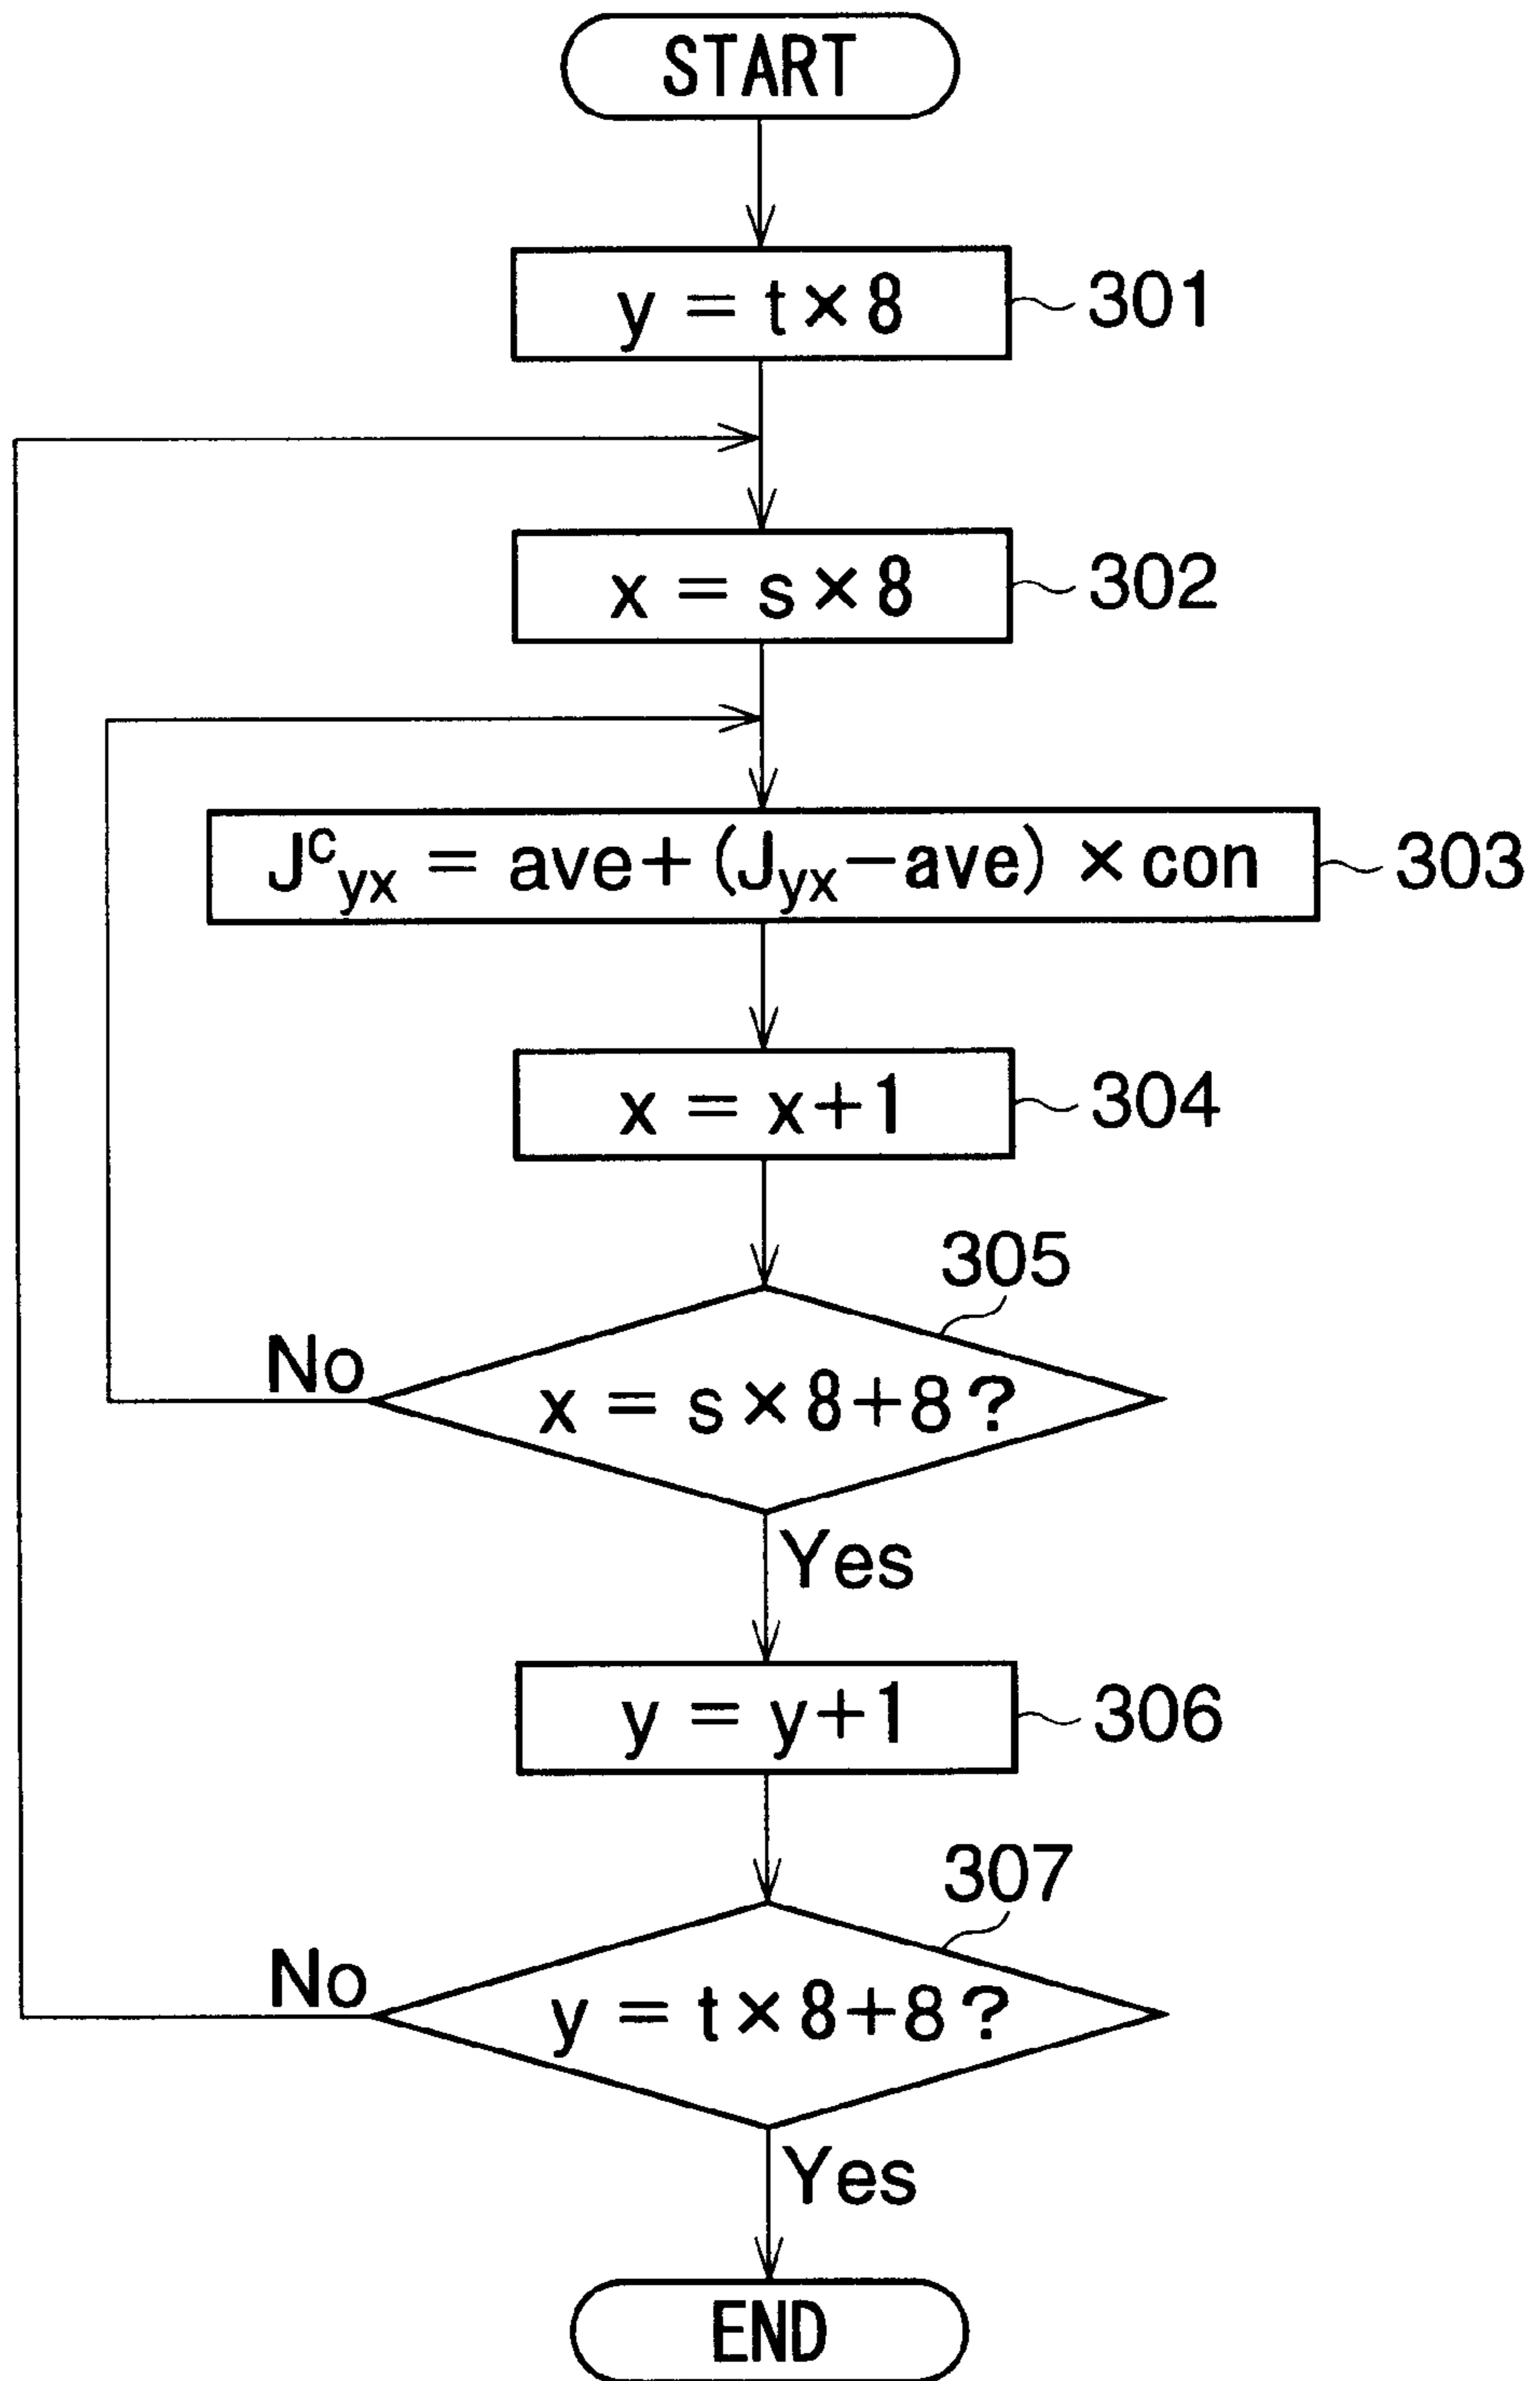 START
y = t×8
301
x = s×8
302
J^C_yx = ave+(J_yx−ave)×con
303
x = x+1
304
305
No
x = s×8+8?
Yes
y = y+1
306
307
No
y = t×8+8?
Yes
END